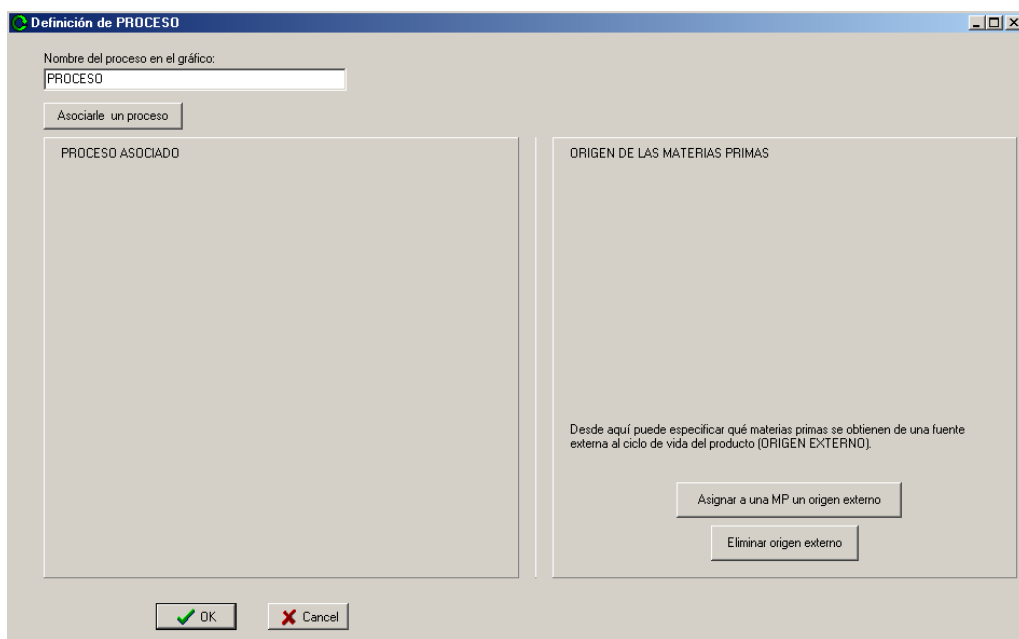 Definición de PROCESO
Nombre del proceso en el gráfico:
PROCESO
Asociarle un proceso
PROCESO ASOCIADO
ORIGEN DE LAS MATERIAS PRIMAS
Desde aquí puede especificar qué materias primas se obtienen de una fuente
externa al ciclo de vida del producto (ORIGEN EXTERNO).
Asignar a una MP un origen externo
Eliminar origen externo
OK
Cancel